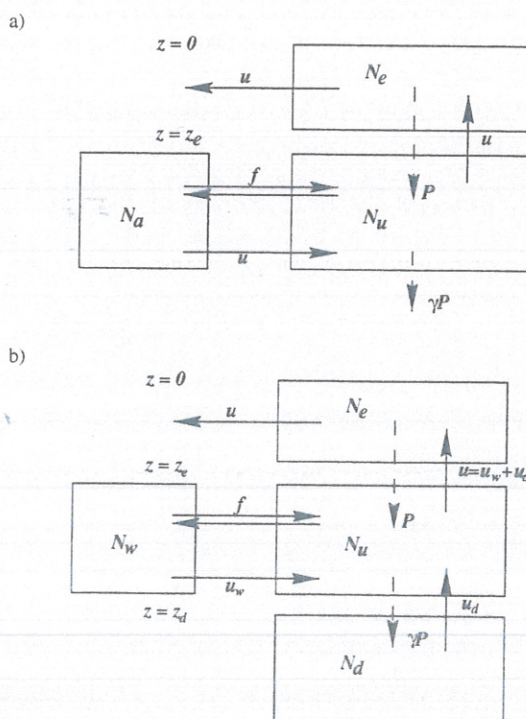 a)
z = 0
N_e
u
u
z = z_e
f
P
N_a
N_u
u
γP
b)
z = 0
N_e
u
z = z_e
u=u_w+u_d
f
P
N_w
N_u
u_w
u_d
z = z_d
γP
N_d